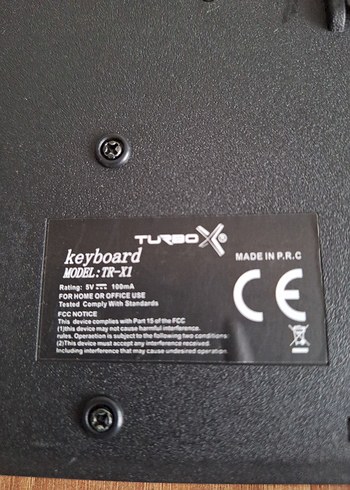 TURBOX®
keyboard
MODEL:TR-X1
MADE IN P.R.C
Rating: 5V 100mA
FOR HOME OR OFFICE USE
Tested Comply With Standards
FCC NOTICE
This device complies with Part 15 of the FCC
(1)this device may not cause harmful interference.
rules. Operaetion is subject to the following two conditions:
(2)This device must accept any interference received.
Including interference that may cause undesired operation.
CE